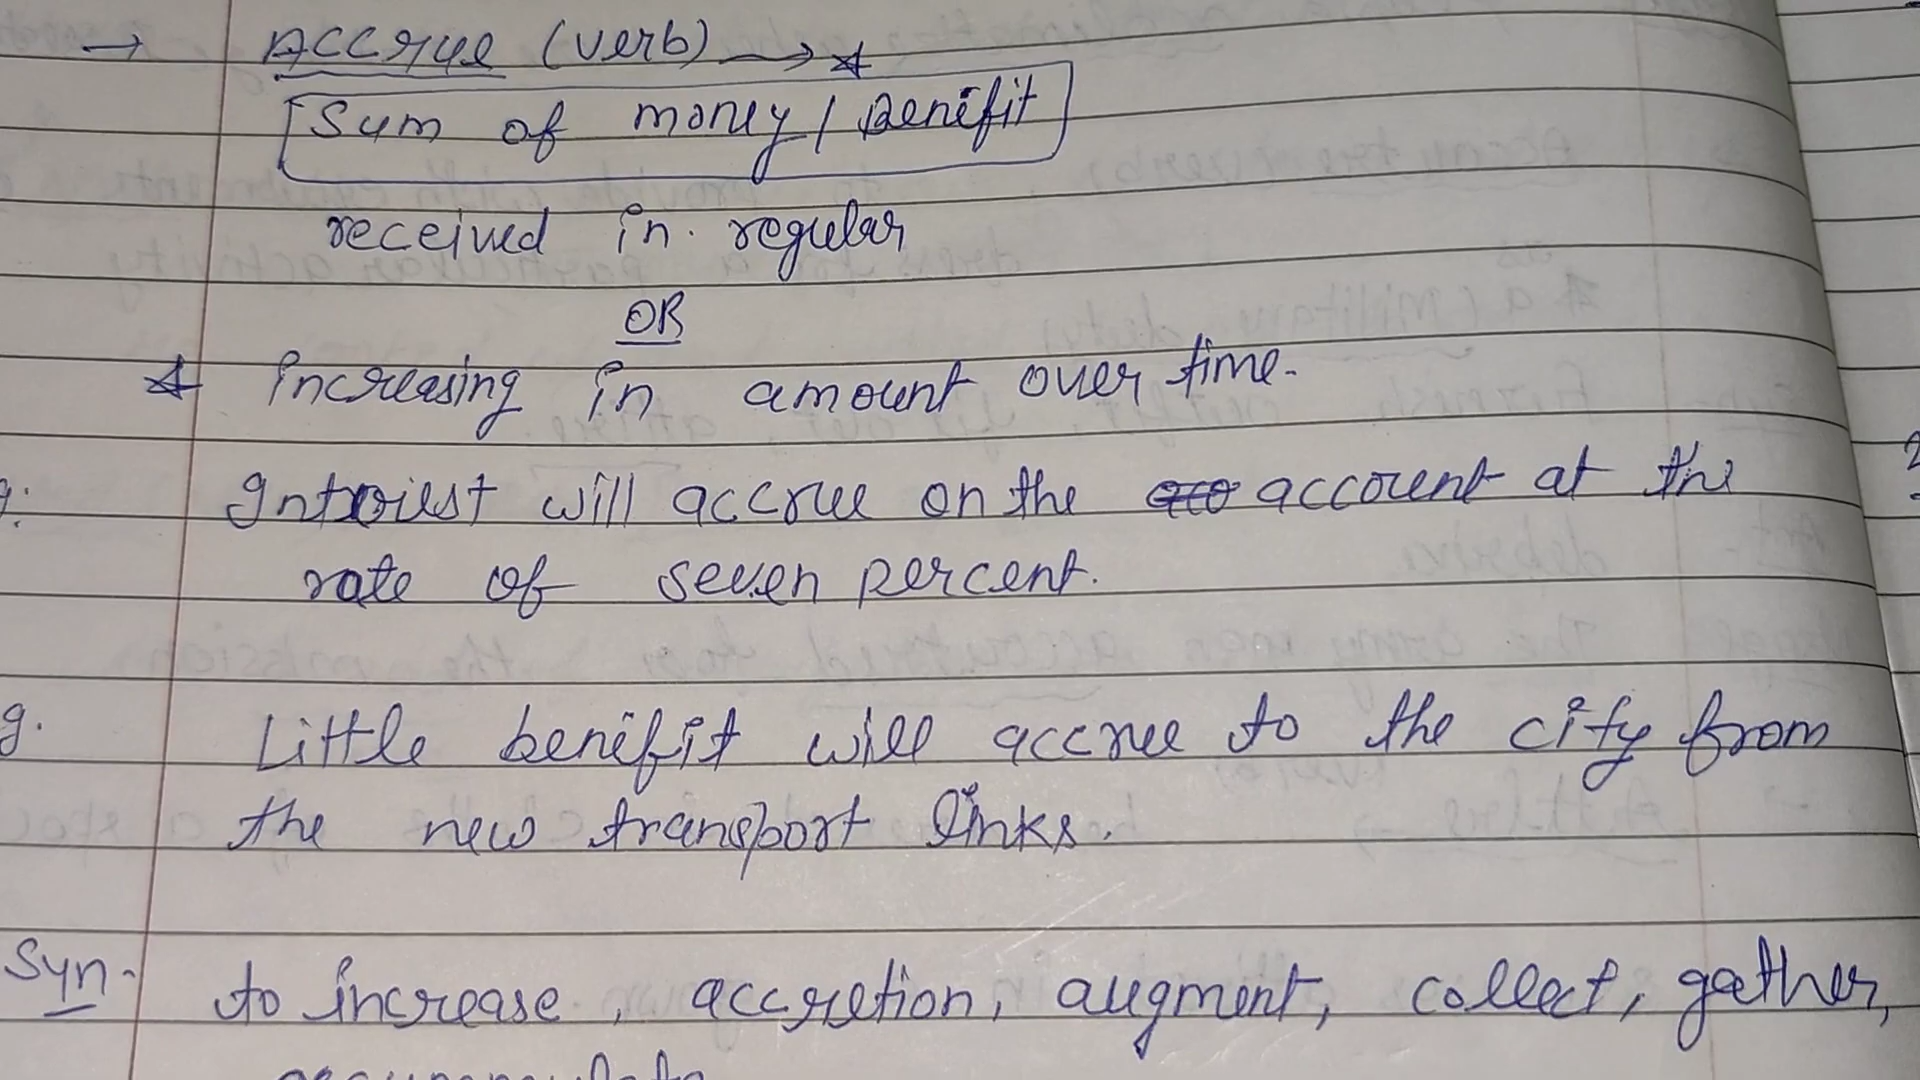 → Accrue (verb) →
Sum of money / Benefit
received in regular
OR
increasing in amount over time.
g. Interest will accrue on the account at the
rate of seven percent.
g. Little benefit will accrue to the city from
the new transport links.
Syn. to increase, accretion, augment, collect, gather,